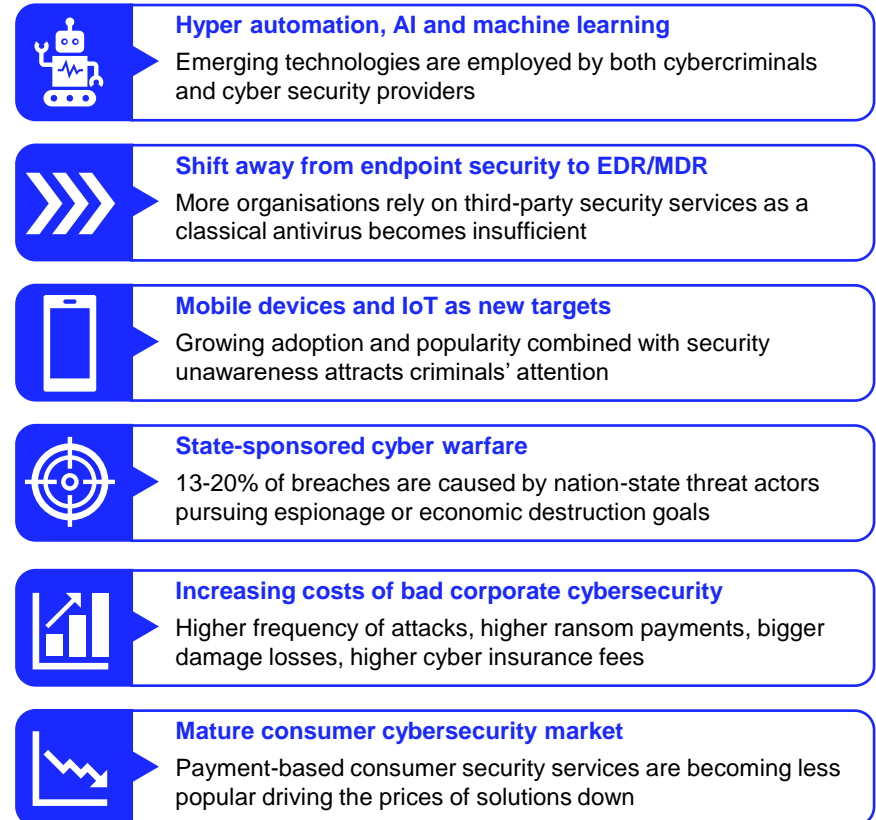 Hyper automation, AI and machine learning
Emerging technologies are employed by both cybercriminals
and cyber security providers
Shift away from endpoint security to EDR/MDR
More organisations rely on third-party security services as a
classical antivirus becomes insufficient
Mobile devices and IoT as new targets
Growing adoption and popularity combined with security
unawareness attracts criminals’ attention
State-sponsored cyber warfare
13-20% of breaches are caused by nation-state threat actors
pursuing espionage or economic destruction goals
Increasing costs of bad corporate cybersecurity
Higher frequency of attacks, higher ransom payments, bigger
damage losses, higher cyber insurance fees
Mature consumer cybersecurity market
Payment-based consumer security services are becoming less
popular driving the prices of solutions down